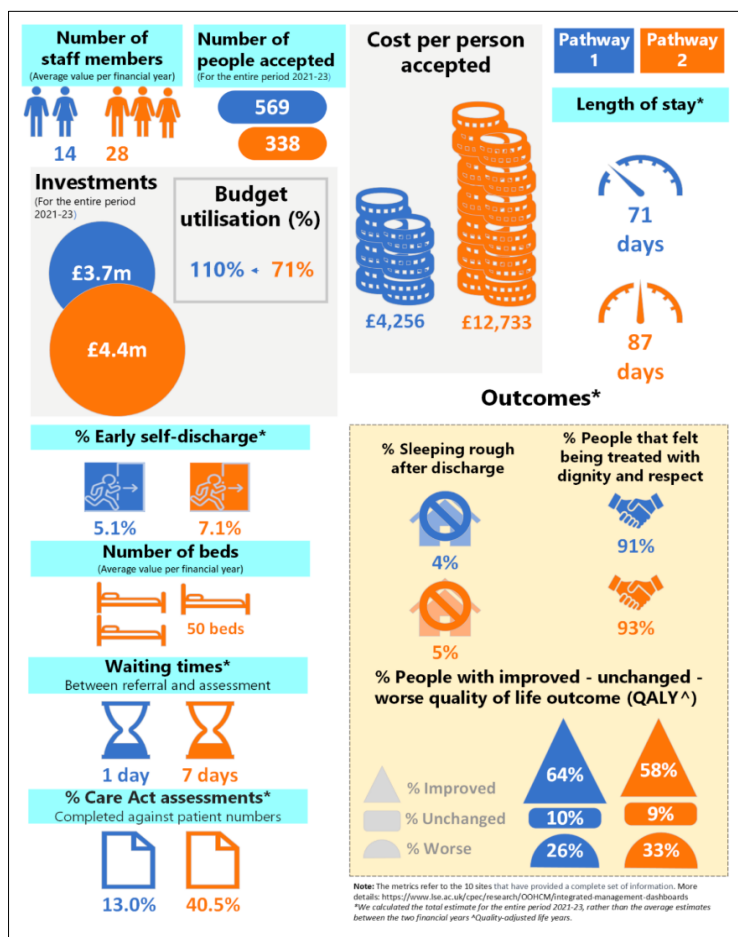 Number of
staff members
(Average value per financial year)
14
28
Number of
people accepted
(For the entire period 2021-23)
569
338
Cost per person
accepted
£4,256
£12,733
Pathway
1
Pathway
2
Length of stay*
71
days
87
days
Investments
(For the entire period
2021-23)
£3.7m
£4.4m
Budget
utilisation (%)
110%
71%
% Early self-discharge*
5.1%
7.1%
Number of beds
(Average value per financial year)
50 beds
Waiting times*
Between referral and assessment
1 day
7 days
% Care Act assessments*
Completed against patient numbers
13.0%
40.5%
Outcomes*
% Sleeping rough
after discharge
4%
5%
% People that felt
being treated with
dignity and respect
91%
93%
% People with improved - unchanged -
worse quality of life outcome (QALY^)
% Improved
64%
58%
% Unchanged
10%
9%
% Worse
26%
33%
Note: The metrics refer to the 10 sites that have provided a complete set of information. More
details: https://www.lse.ac.uk/cpec/research/OOHCM/integrated-management-dashboards
*We calculated the total estimate for the entire period 2021-23, rather than the average estimates
between the two financial years ^Quality-adjusted life years.